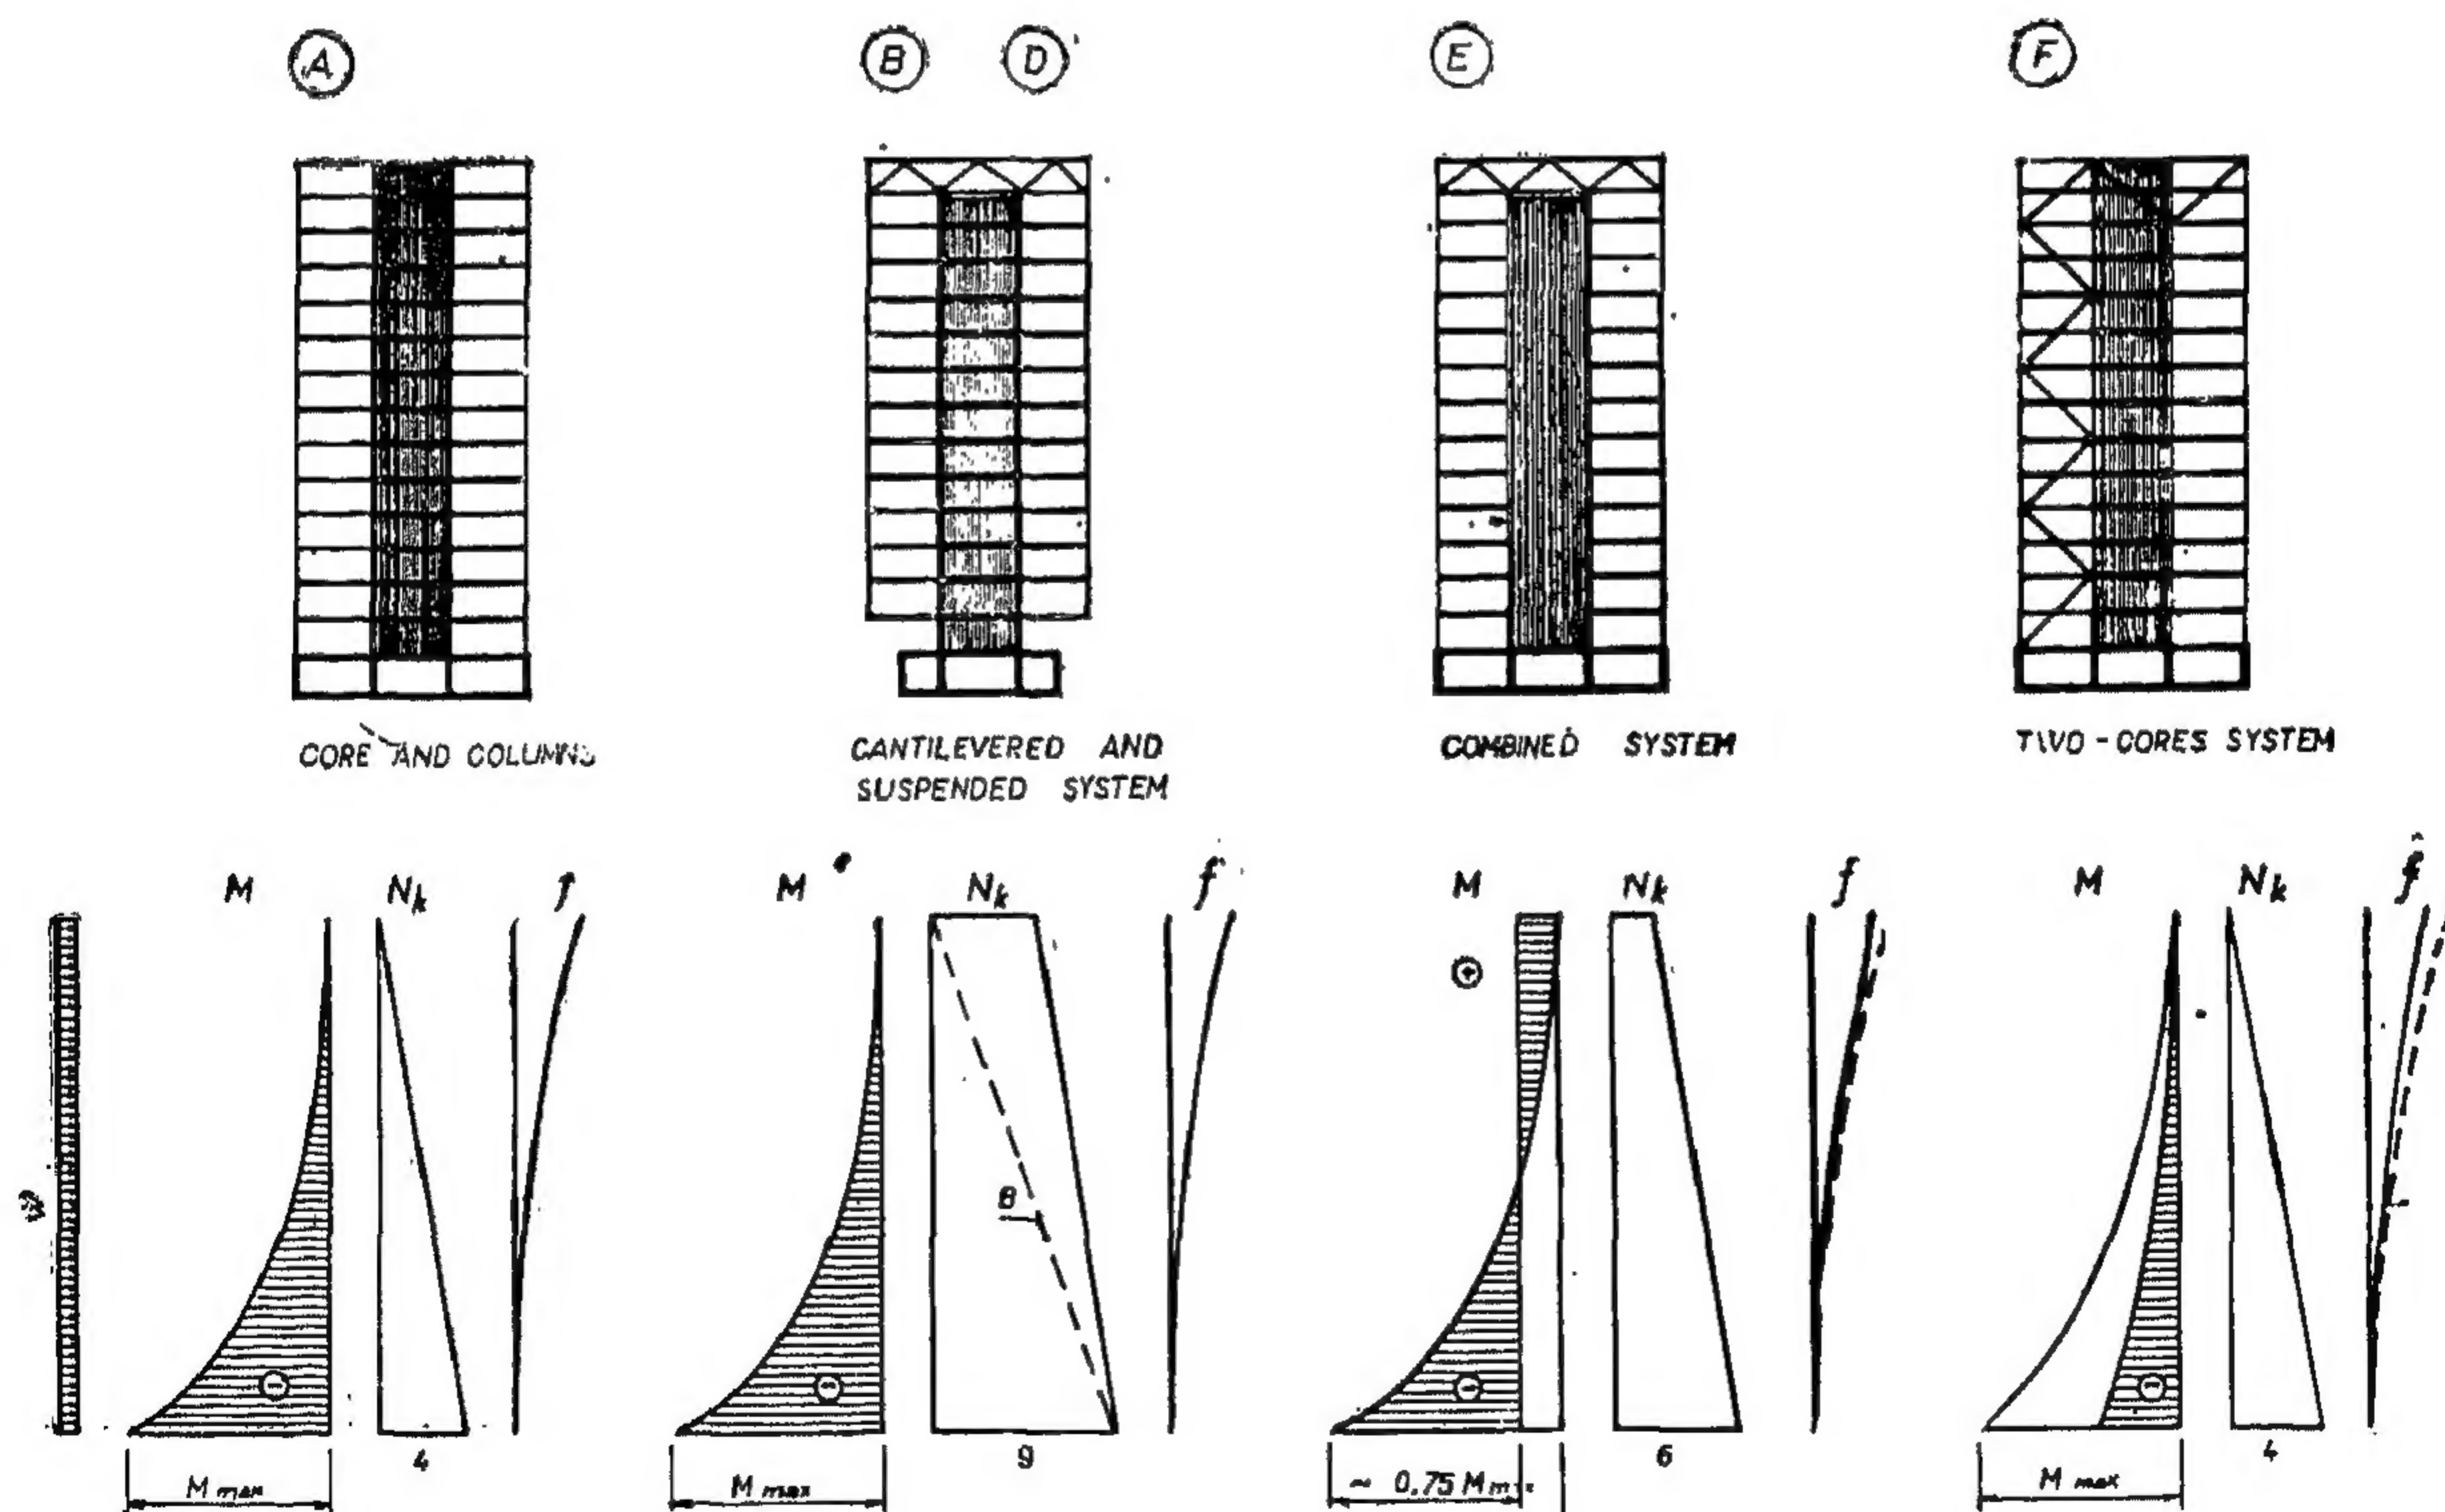 A B D E F
CORE AND COLUMNS
CANTILEVERED AND
SUSPENDED SYSTEM
COMBINED SYSTEM
TWO-CORES SYSTEM
M Nk f
M Nk f
M Nk f
M Nk f
W
B
+
-
-
-
-
4
9
6
4
M max
M max
~ 0.75 M max
M max